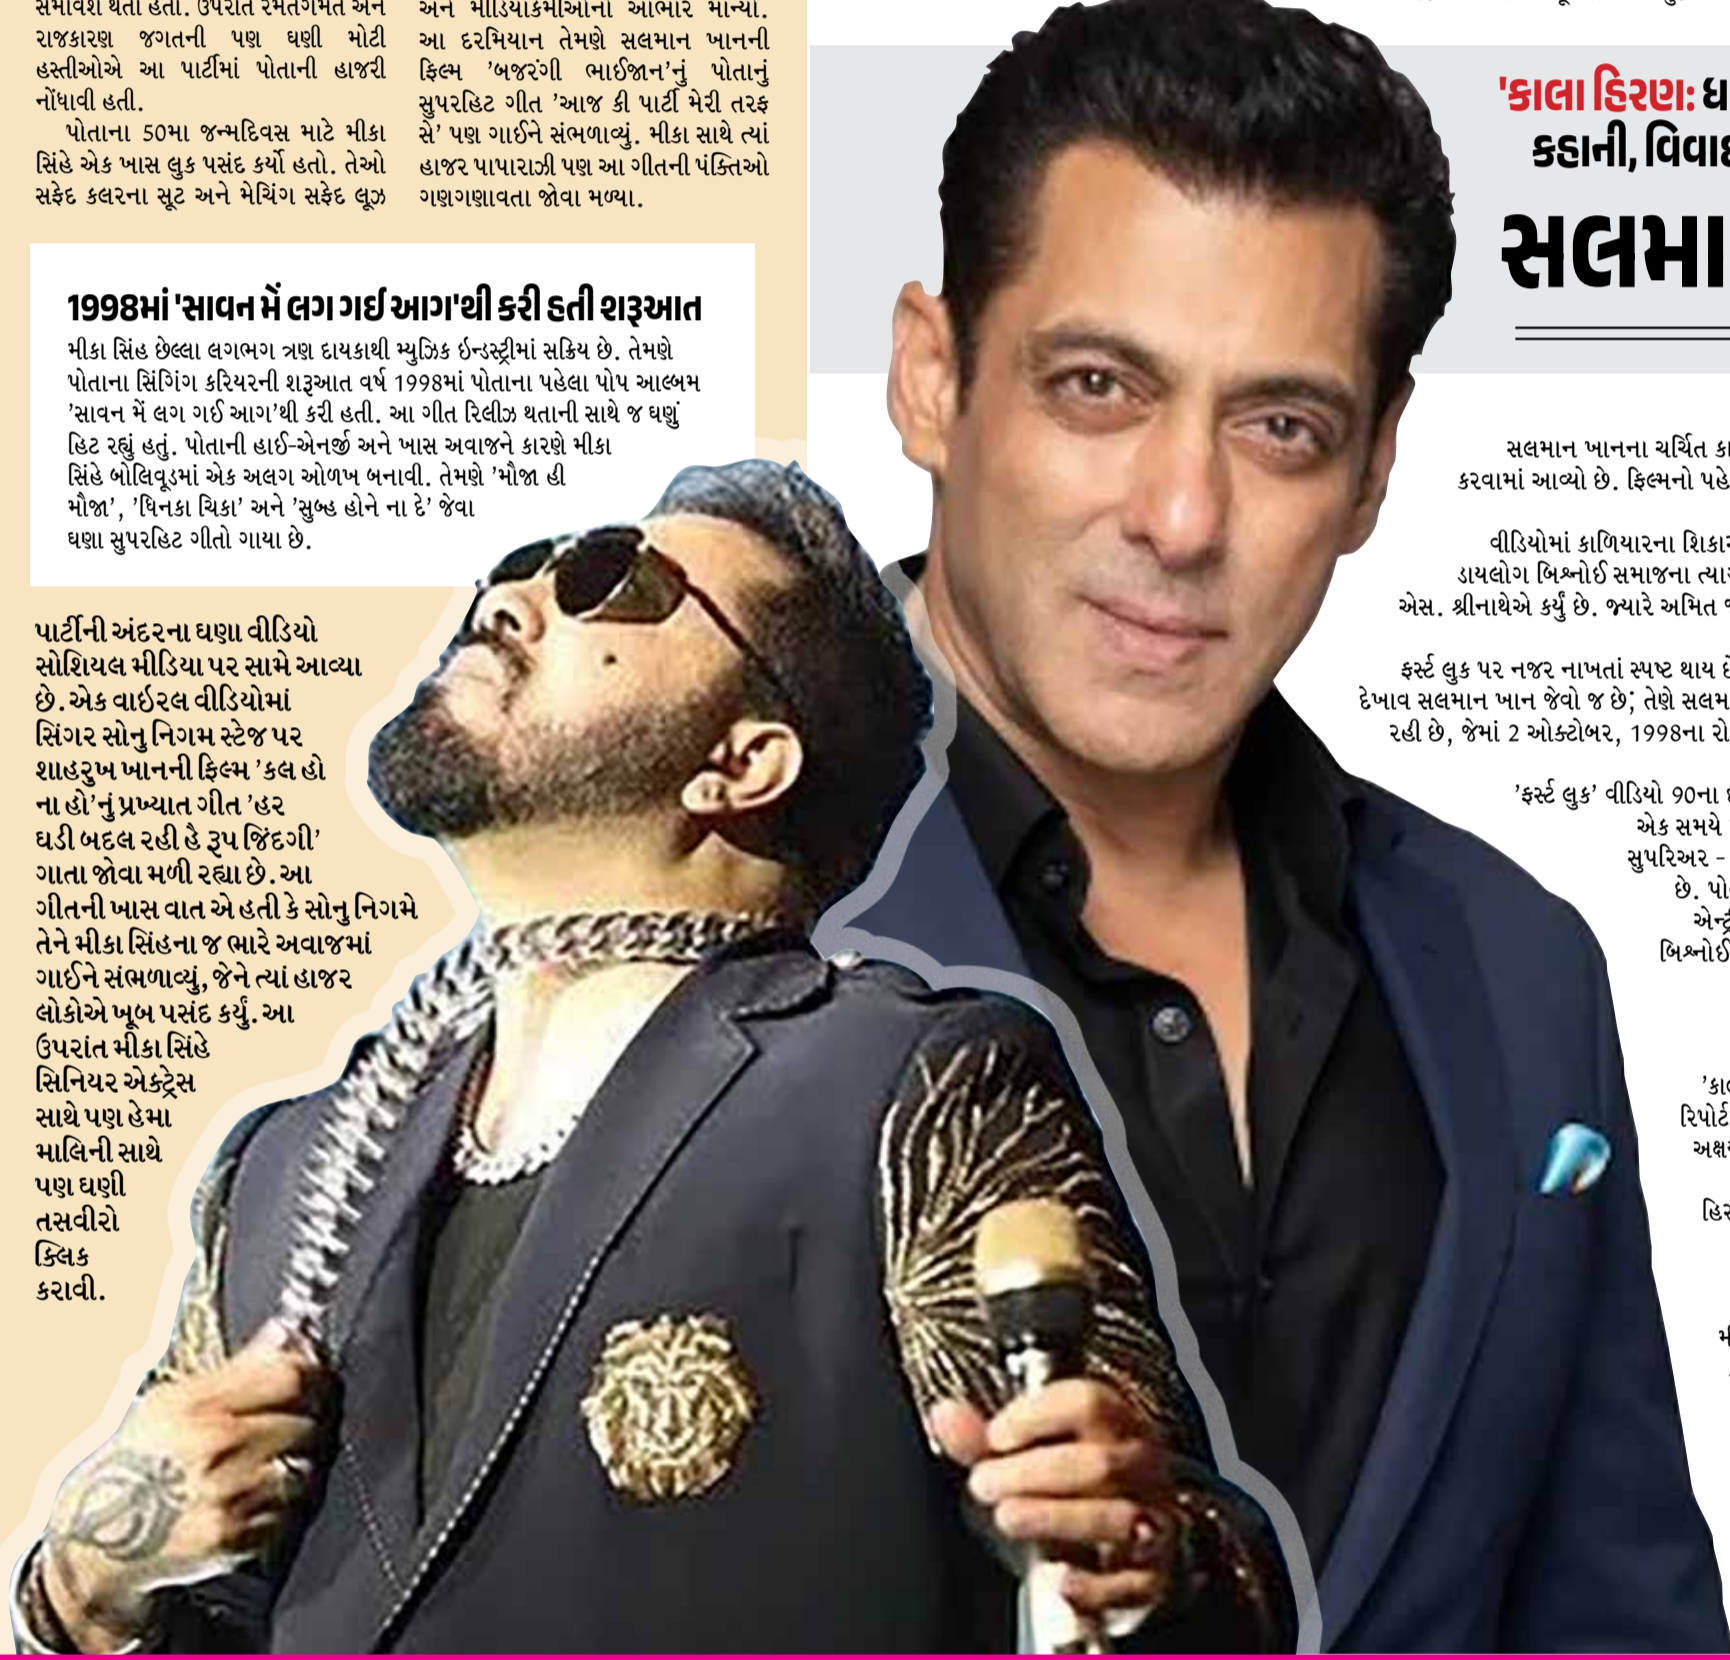 સમાવેશ થતો હતો. ઉપરાંત રમતગમત અને
રાજકારણ જગતની પણ ઘણી મોટી
હસ્તીઓએ આ પાર્ટીમાં પોતાની હાજરી
નોંધાવી હતી.
પોતાના 50મા જન્મદિવસ માટે મીકા
સિંહે એક ખાસ લુક પસંદ કર્યો હતો. તેઓ
સફેદ કલરના સૂટ અને મેચિંગ સફેદ લૂઝ
અને મીડિયાકર્મીઓનો આભાર માન્યો.
આ દરમિયાન તેમણે સલમાન ખાનની
ફિલ્મ ’બજરંગી ભાઈજાન’નું પોતાનું
સુપરહિટ ગીત ’આજ કી પાર્ટી મેરી તરફ
સે’ પણ ગાઈને સંભળાવ્યું. મીકા સાથે ત્યાં
હાજર પાપારાઝી પણ આ ગીતની પંક્તિઓ
ગણગણાવતા જોવા મળ્યા.
1998માં 'સાવન મેં લગ ગઈ આગ'થી કરી હતી શરૂઆત
મીકા સિંહ છેલ્લા લગભગ ત્રણ દાયકાથી મ્યુઝિક ઇન્ડસ્ટ્રીમાં સક્રિય છે. તેમણે
પોતાના સિંગિંગ કરિયરની શરૂઆત વર્ષ 1998માં પોતાના પહેલા પોપ આલ્બમ
’સાવન મેં લગ ગઈ આગ’થી કરી હતી. આ ગીત રિલીઝ થતાની સાથે જ ઘણું
હિટ રહ્યું હતું. પોતાની હાઈ-એનર્જી અને ખાસ અવાજને કારણે મીકા
સિંહે બોલિવૂડમાં એક અલગ ઓળખ બનાવી. તેમણે ’મૌજા હી
મૌજા’, ’ધિનકા ચિકા’ અને ’સુબ્હ હોને ના દે’ જેવા
ઘણા સુપરહિટ ગીતો ગાયા છે.
પાર્ટીની અંદરના ઘણા વીડિયો
સોશિયલ મીડિયા પર સામે આવ્યા
છે. એક વાઇરલ વીડિયોમાં
સિંગર સોનુ નિગમ સ્ટેજ પર
શાહરુખ ખાનની ફિલ્મ ’કલ હો
ના હો’નું પ્રખ્યાત ગીત ’હર
ઘડી બદલ રહી હૈ રૂપ જિંદગી’
ગાતા જોવા મળી રહ્યા છે. આ
ગીતની ખાસ વાત એ હતી કે સોનુ નિગમે
તેને મીકા સિંહના જ ભારે અવાજમાં
ગાઈને સંભળાવ્યું, જેને ત્યાં હાજર
લોકોએ ખૂબ પસંદ કર્યું. આ
ઉપરાંત મીકા સિંહે
સિનિયર એક્ટ્રેસ
સાથે પણ હેમા
માલિની સાથે
પણ ઘણી
તસવીરો
ક્લિક
કરાવી.
'કાલા હિરણ: ધ
કહાની, વિવાદ
સલમા
સલમાન ખાનના ચર્ચિત કા
કરવામાં આવ્યો છે. ફિલ્મનો પહે
વીડિયોમાં કાળિયારના શિકાર
ડાયલોગ બિશ્નોઈ સમાજના ત્યા
એસ. શ્રીનાથેએ કર્યું છે. જ્યારે અમિત
ફર્સ્ટ લુક પર નજર નાખતાં સ્પષ્ટ થાય છે
દેખાવ સલમાન ખાન જેવો જ છે; તેણે સલમ
રહી છે, જેમાં 2 ઓક્ટોબર, 1998ના રો
’ફર્સ્ટ લુક’ વીડિયો 90ના
એક સમયે
સુપરિઅર -
છે. પો
એન્ટ્રી
બિશ્નોઈ
’કા
રિપોર્ટ
અક્ષ
હિર